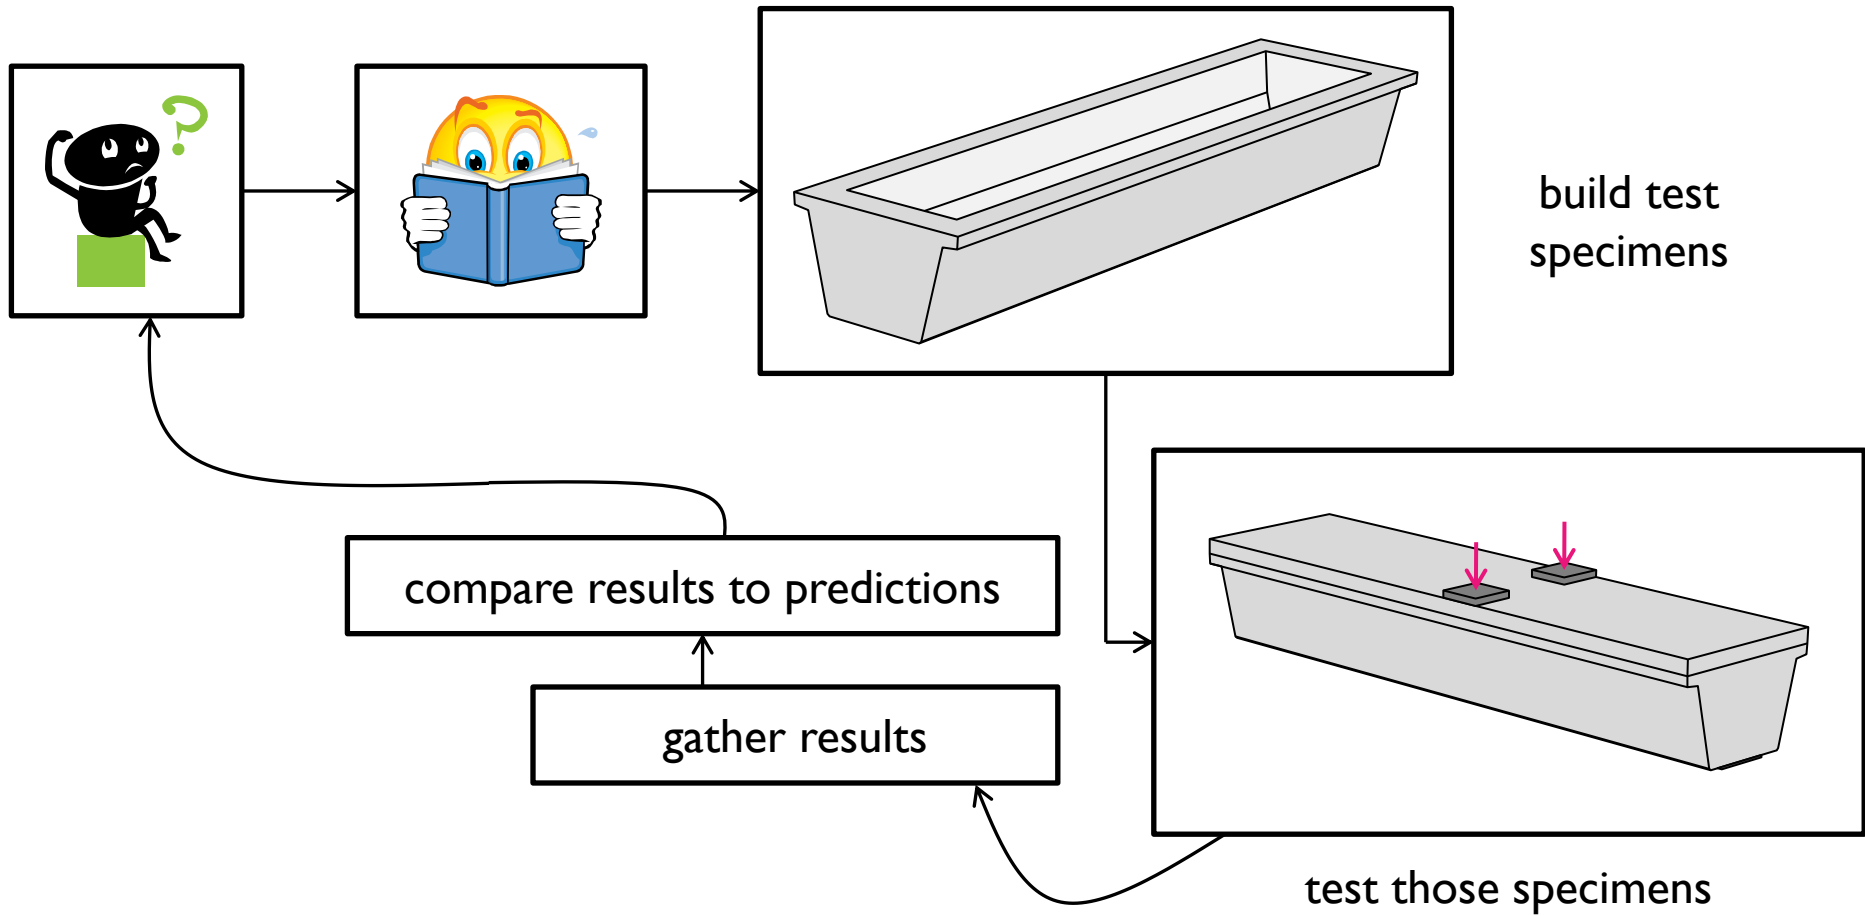 build test
specimens
compare results to predictions
gather results
test those specimens